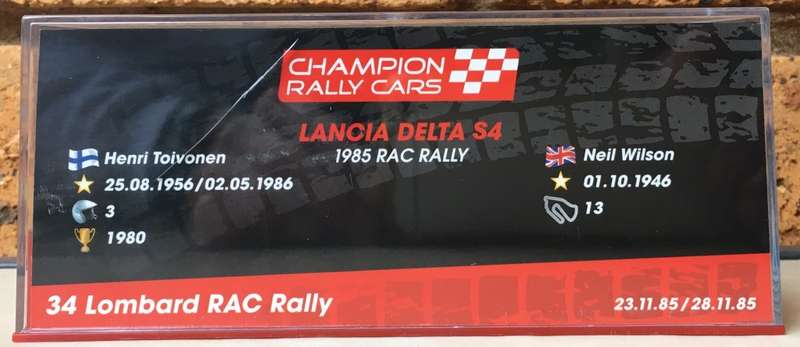 CHAMPION
RALLY CARS
LANCIA DELTA S4
1985 RAC RALLY
Henri Toivonen
25.08.1956/02.05.1986
3
1980
Neil Wilson
01.10.1946
13
34 Lombard RAC Rally
23.11.85/28.11.85